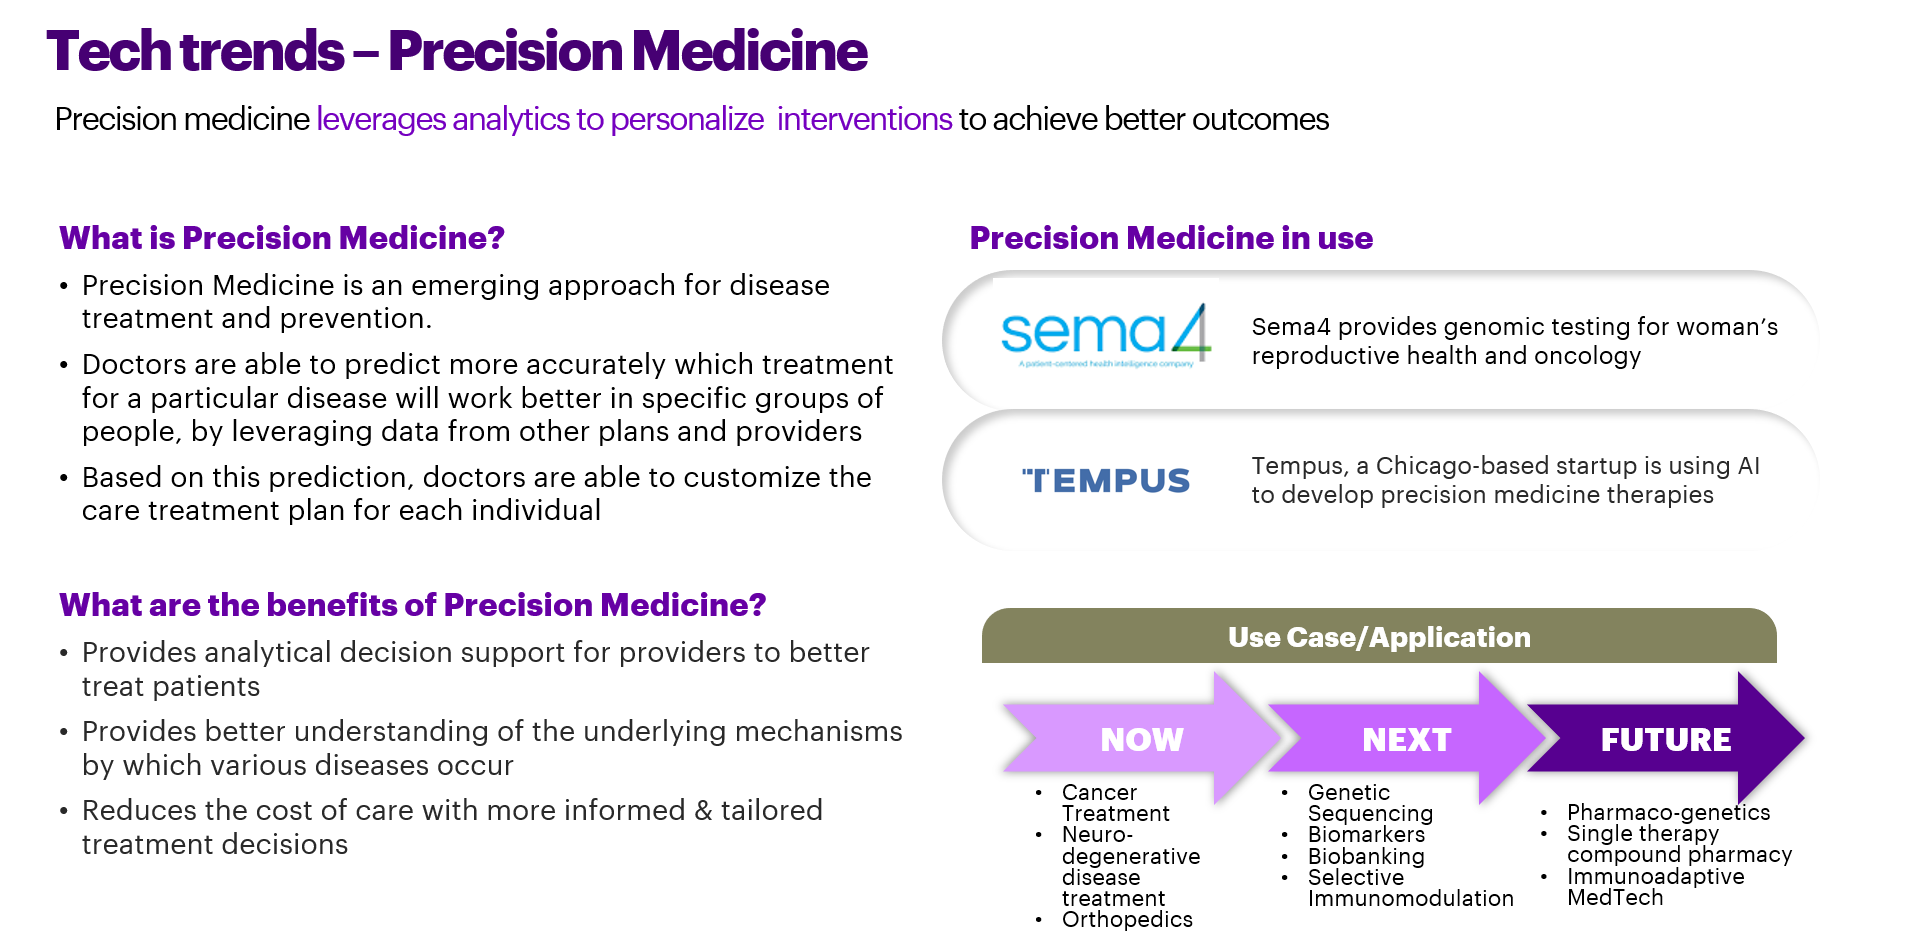 Tech trends – Precision Medicine
Precision medicine leverages analytics to personalize  interventions to achieve better outcomes
What is Precision Medicine?
• Precision Medicine is an emerging approach for disease
treatment and prevention.
• Doctors are able to predict more accurately which treatment
for a particular disease will work better in specific groups of
people, by leveraging data from other plans and providers
• Based on this prediction, doctors are able to customize the
care treatment plan for each individual
What are the benefits of Precision Medicine?
• Provides analytical decision support for providers to better
treat patients
• Provides better understanding of the underlying mechanisms
by which various diseases occur
• Reduces the cost of care with more informed & tailored
treatment decisions
Precision Medicine in use
sema4
A patient-centered health intelligence company
Sema4 provides genomic testing for woman’s
reproductive health and oncology
TEMPUS
Tempus, a Chicago-based startup is using AI
to develop precision medicine therapies
Use Case/Application
NOW
• Cancer
Treatment
• Neuro-
degenerative
disease
treatment
• Orthopedics
NEXT
• Genetic
Sequencing
• Biomarkers
• Biobanking
• Selective
Immunomodulation
FUTURE
• Pharmaco-genetics
• Single therapy
compound pharmacy
• Immunoadaptive
MedTech